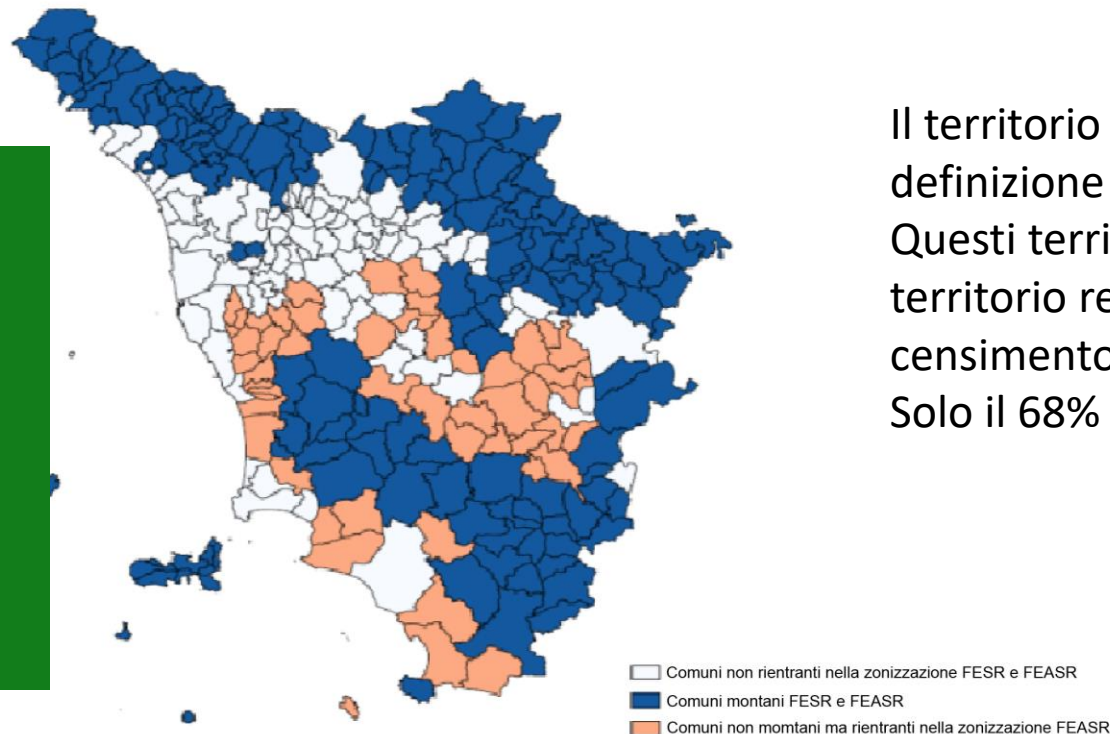 Il territorio
definizione
Questi terri
territorio re
censimento
Solo il 68%
Comuni non rientranti nella zonizzazione FESR e FEASR
Comuni montani FESR e FEASR
Comuni non momtani ma rientranti nella zonizzazione FEASR